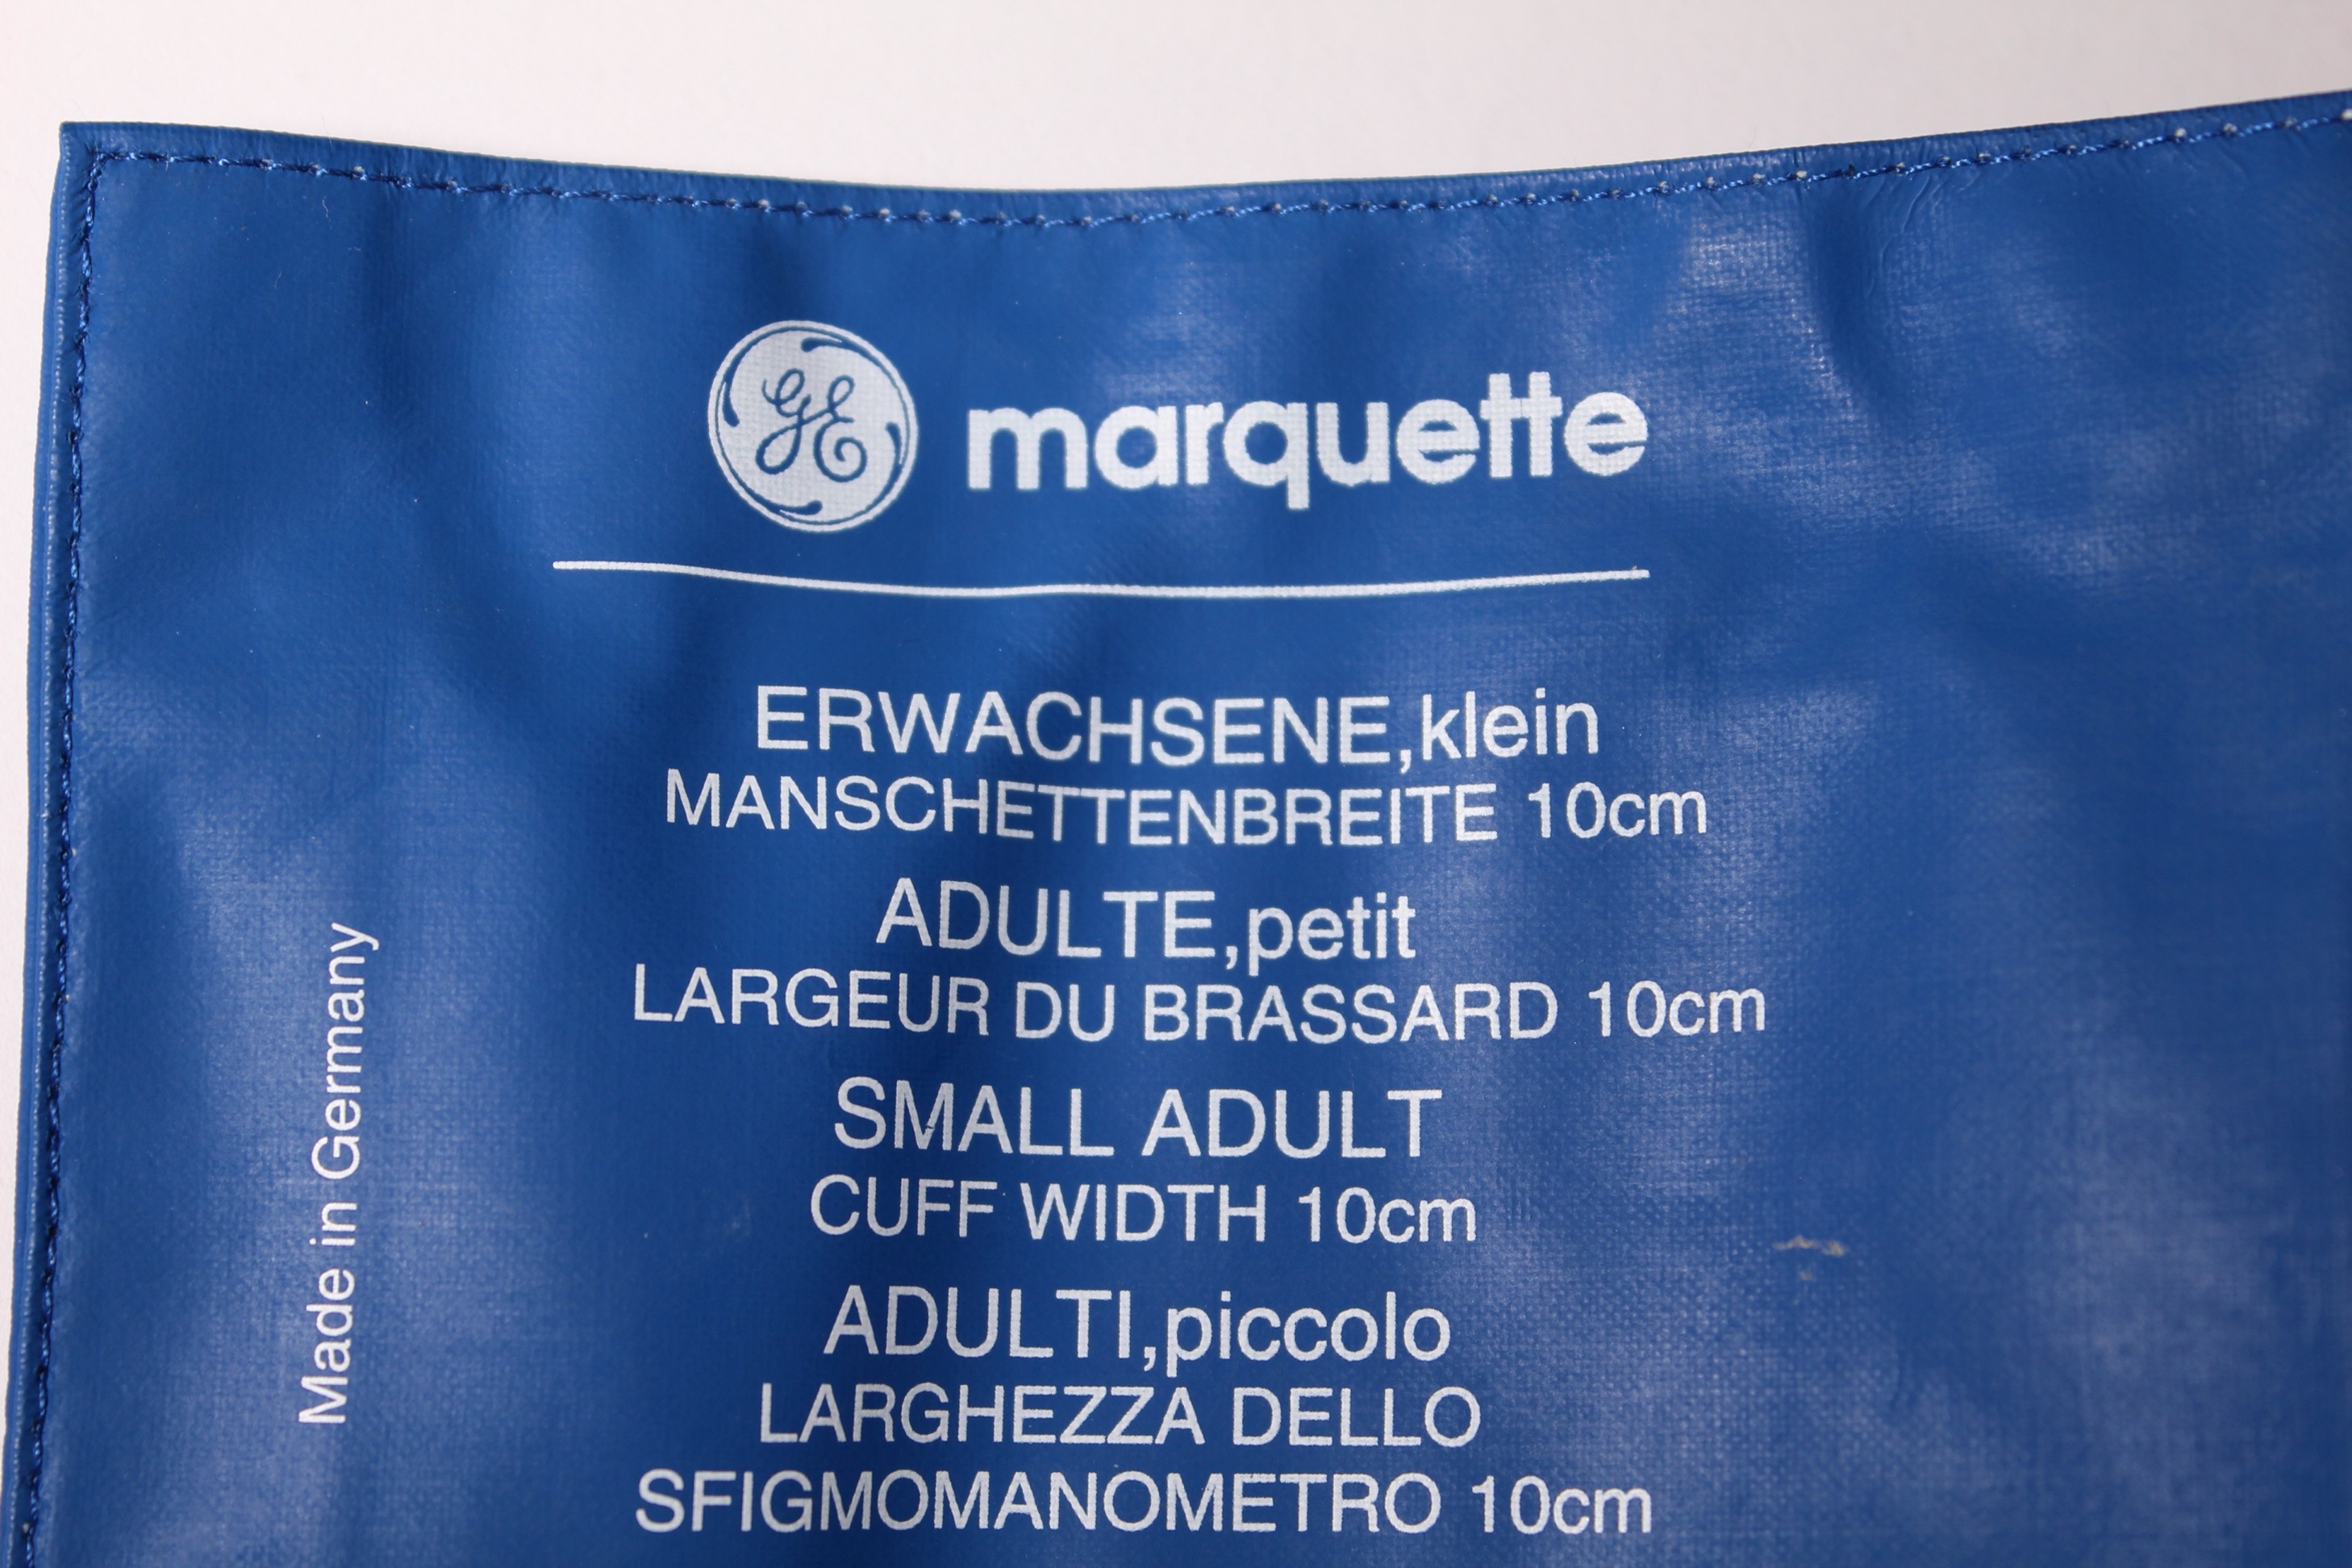 GE marquette
ERWACHSENE,klein
MANSCHETTENBREITE 10cm
ADULTE,petit
LARGEUR DU BRASSARD 10cm
SMALL ADULT
CUFF WIDTH 10cm
ADULTI,piccolo
LARGHEZZA DELLO
SFIGMOMANOMETRO 10cm
Made in Germany